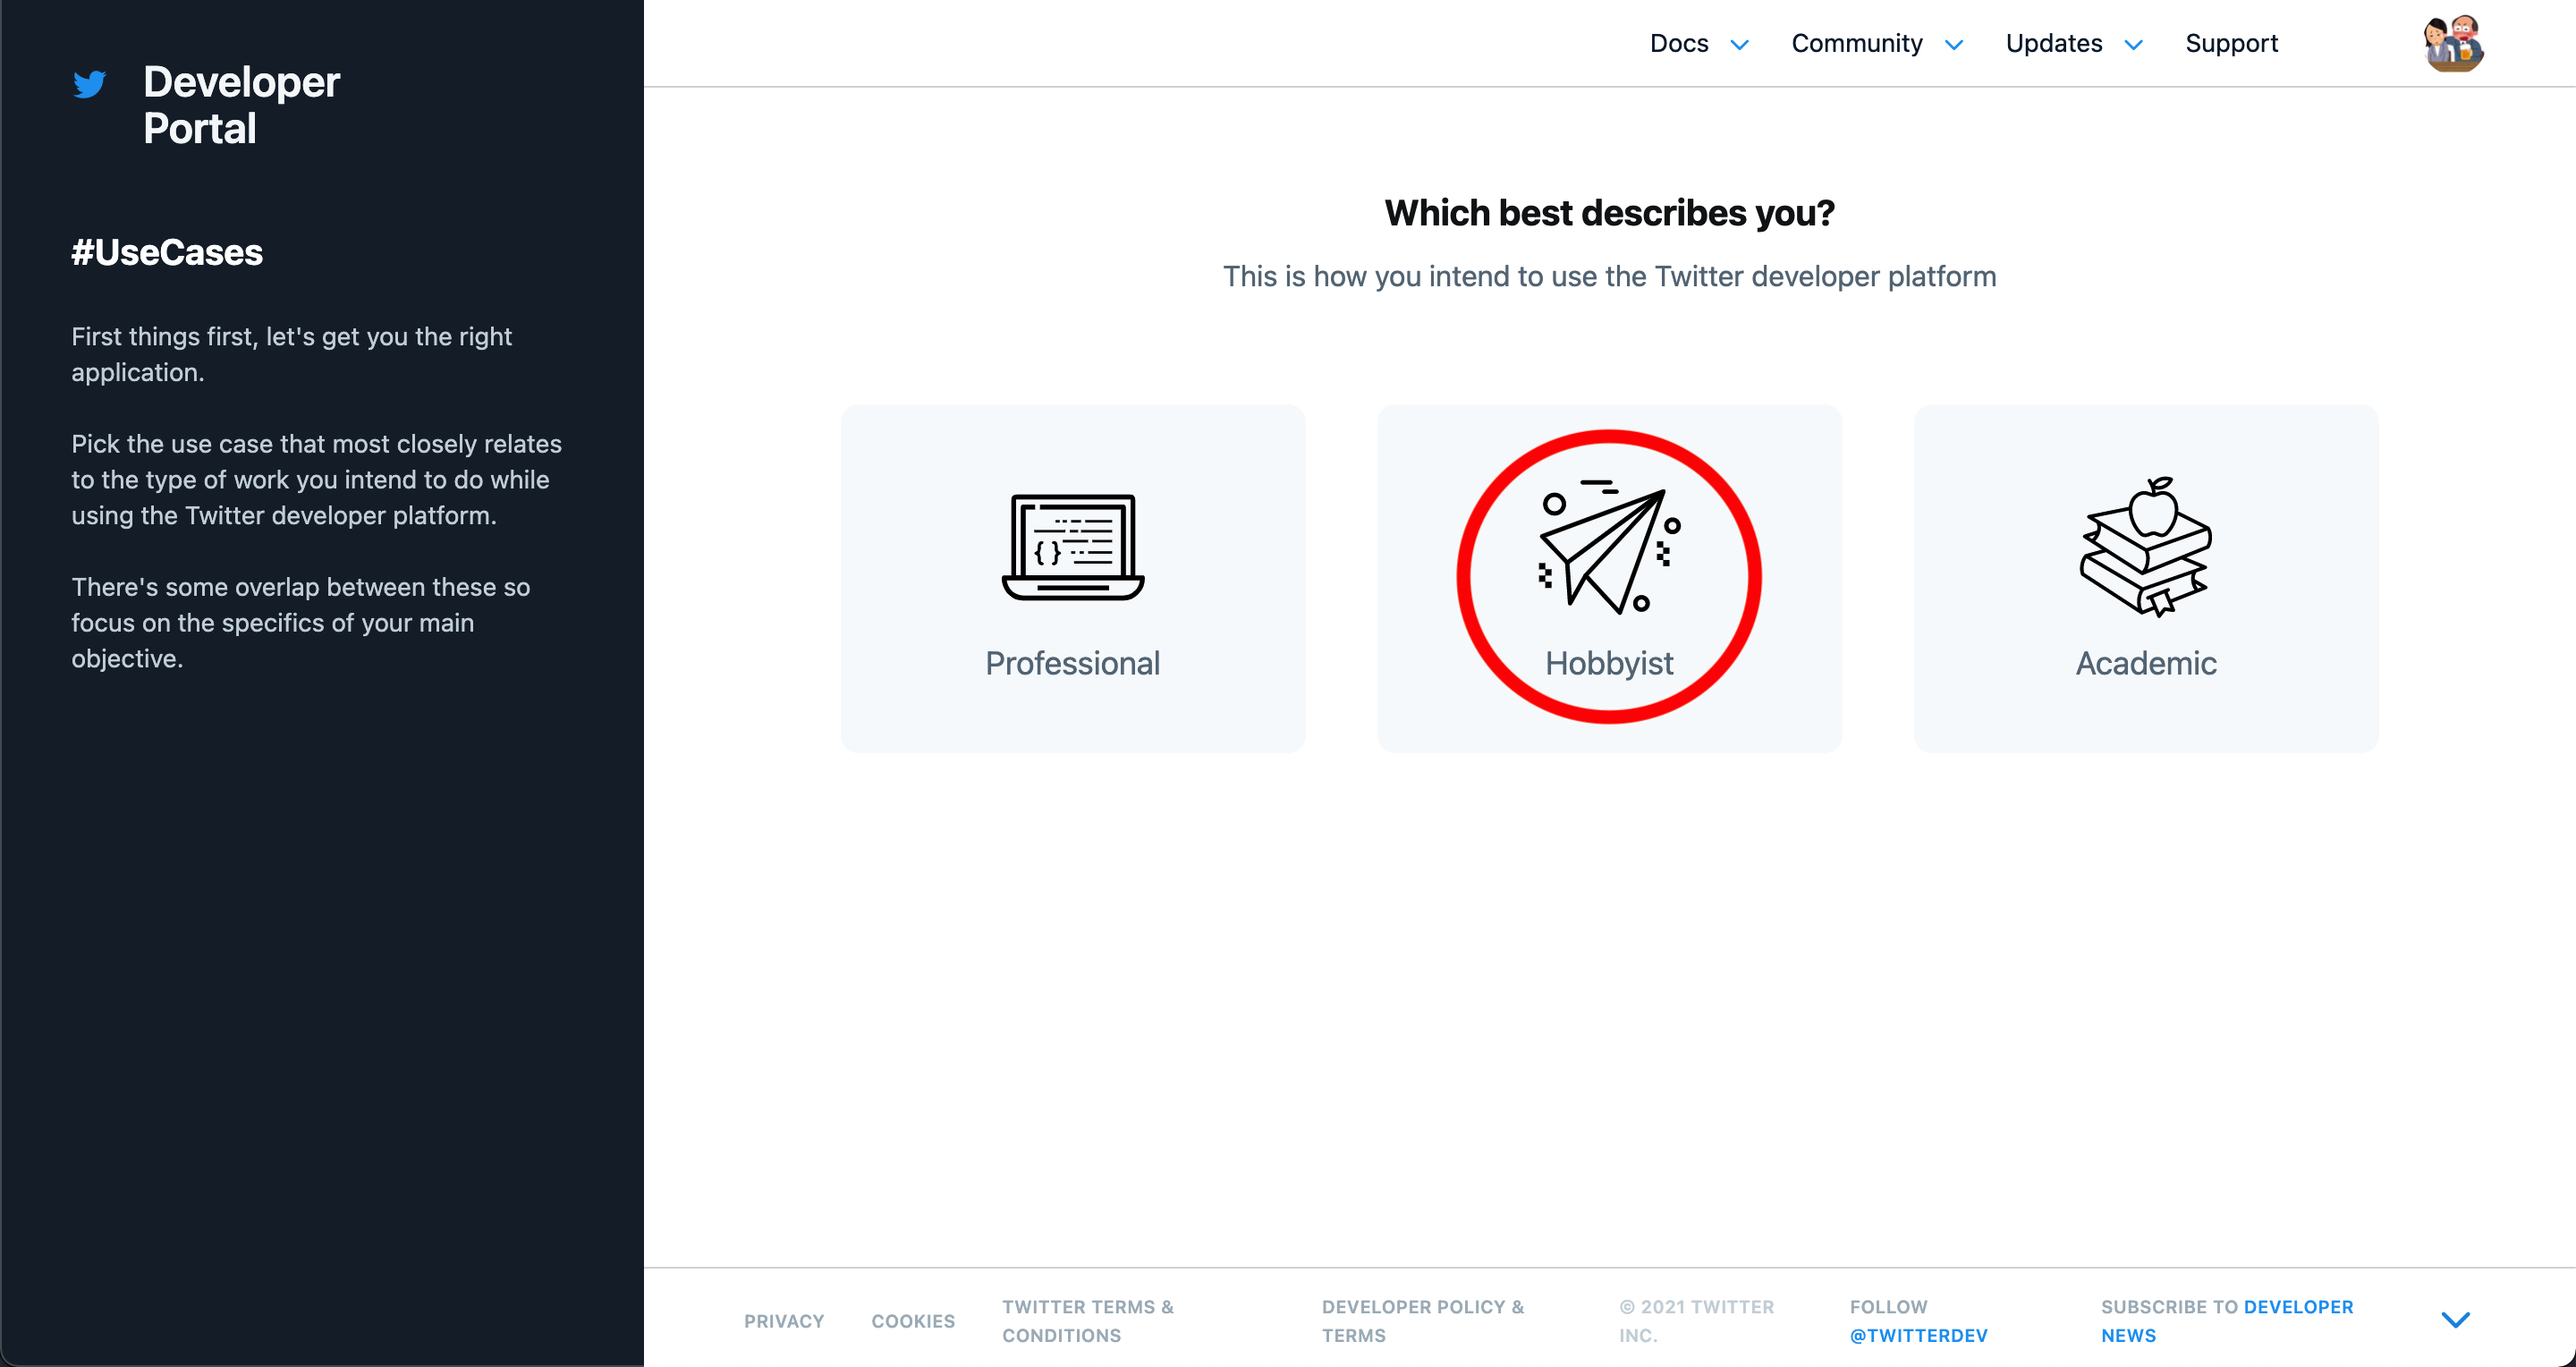 Developer
Portal
#UseCases
First things first, let's get you the right
application.
Pick the use case that most closely relates
to the type of work you intend to do while
using the Twitter developer platform.
There's some overlap between these so
focus on the specifics of your main
objective.
Docs Community Updates Support
Which best describes you?
This is how you intend to use the Twitter developer platform
Professional
Hobbyist
Academic
PRIVACY
COOKIES
TWITTER TERMS &
CONDITIONS
DEVELOPER POLICY &
TERMS
© 2021 TWITTER
INC.
FOLLOW
@TWITTERDEV
SUBSCRIBE TO DEVELOPER
NEWS